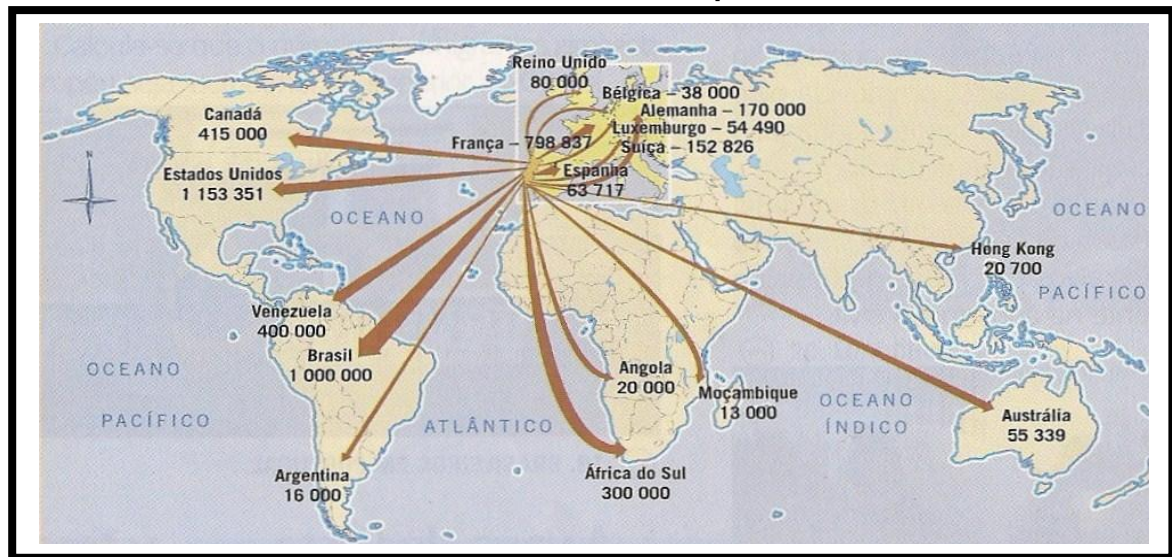 Reino Unido
80 000
Bélgica – 38 000
Alemanha – 170 000
Luxemburgo – 54 490
Suíça – 152 826
França – 798 837
Espanha
63 717
Canadá
415 000
Estados Unidos
1 153 351
N
OCEANO
OCEANO
PACÍFICO
Hong Kong
20 700
Venezuela
400 000
Brasil
1 000 000
OCEANO
PACÍFICO
ATLÂNTICO
Angola
20 000
Moçambique
13 000
OCEANO
ÍNDICO
Austrália
55 339
Argentina
16 000
África do Sul
300 000